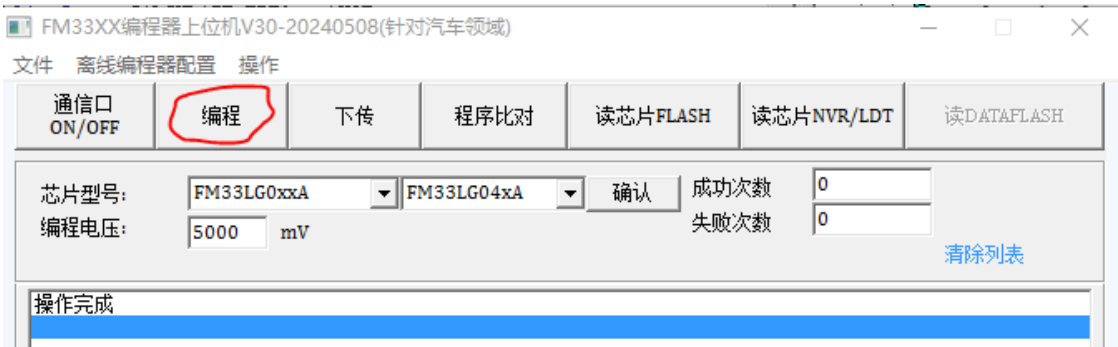 FM33XX编程器上位机V30-20240508(针对汽车领域)
文件 离线编程器配置 操作
通信口 ON/OFF 编程 下传 程序比对 读芯片FLASH 读芯片NVR/LDT 读DATAFLASH
芯片型号: FM33LG0xxA FM33LG04xA 确认 成功次数 0
编程电压: 5000 mV 失败次数 0
清除列表
操作完成